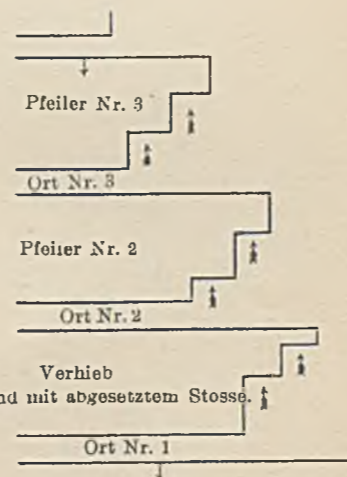 Pfeiler Nr. 3
Ort Nr. 3
Pfeiler Nr. 2
Ort Nr. 2
Verhieb
nd mit abgesetztem Stosse.
Ort Nr. 1